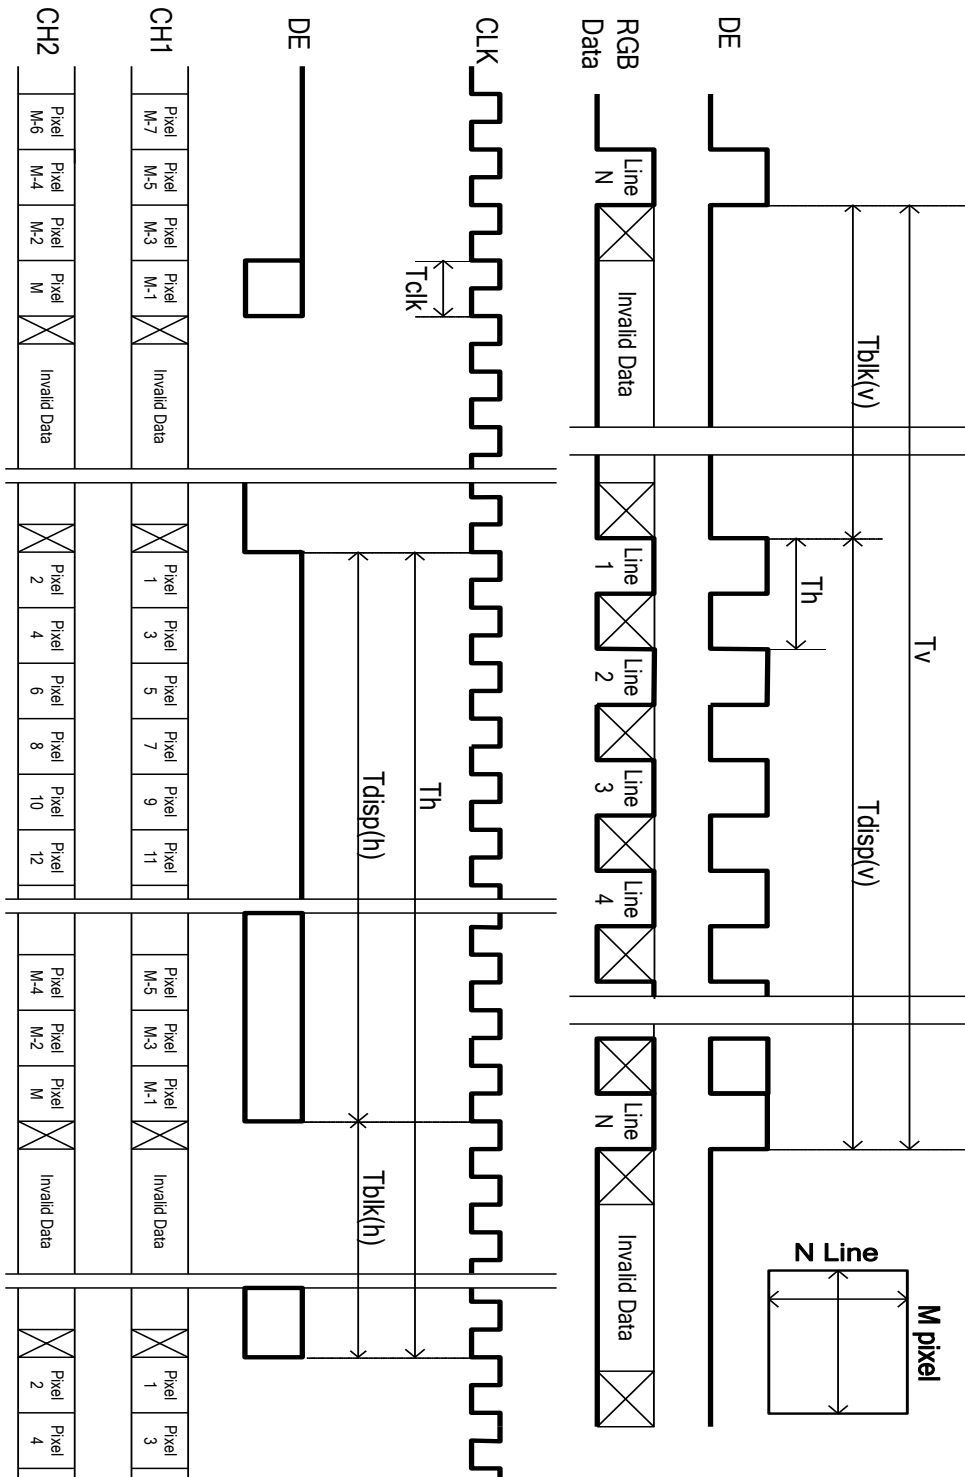 Tv
M pixel
Tblk(v)
Tdisp(v)
Th
N Line
DE
RGB
Data
Line
N
Invalid Data
Line
1
Line
2
Line
3
Line
4
Line
N
Invalid Data
CLK
Tclk
Th
Tdisp(h)
Tblk(h)
DE
CH1
Pixel
M-7
Pixel
M-5
Pixel
M-3
Pixel
M-1
Invalid Data
Pixel
1
Pixel
3
Pixel
5
Pixel
7
Pixel
9
Pixel
11
Pixel
M-5
Pixel
M-3
Pixel
M-1
Invalid Data
Pixel
1
Pixel
3
CH2
Pixel
M-6
Pixel
M-4
Pixel
M-2
Pixel
M
Invalid Data
Pixel
2
Pixel
4
Pixel
6
Pixel
8
Pixel
10
Pixel
12
Pixel
M-4
Pixel
M-2
Pixel
M
Invalid Data
Pixel
2
Pixel
4